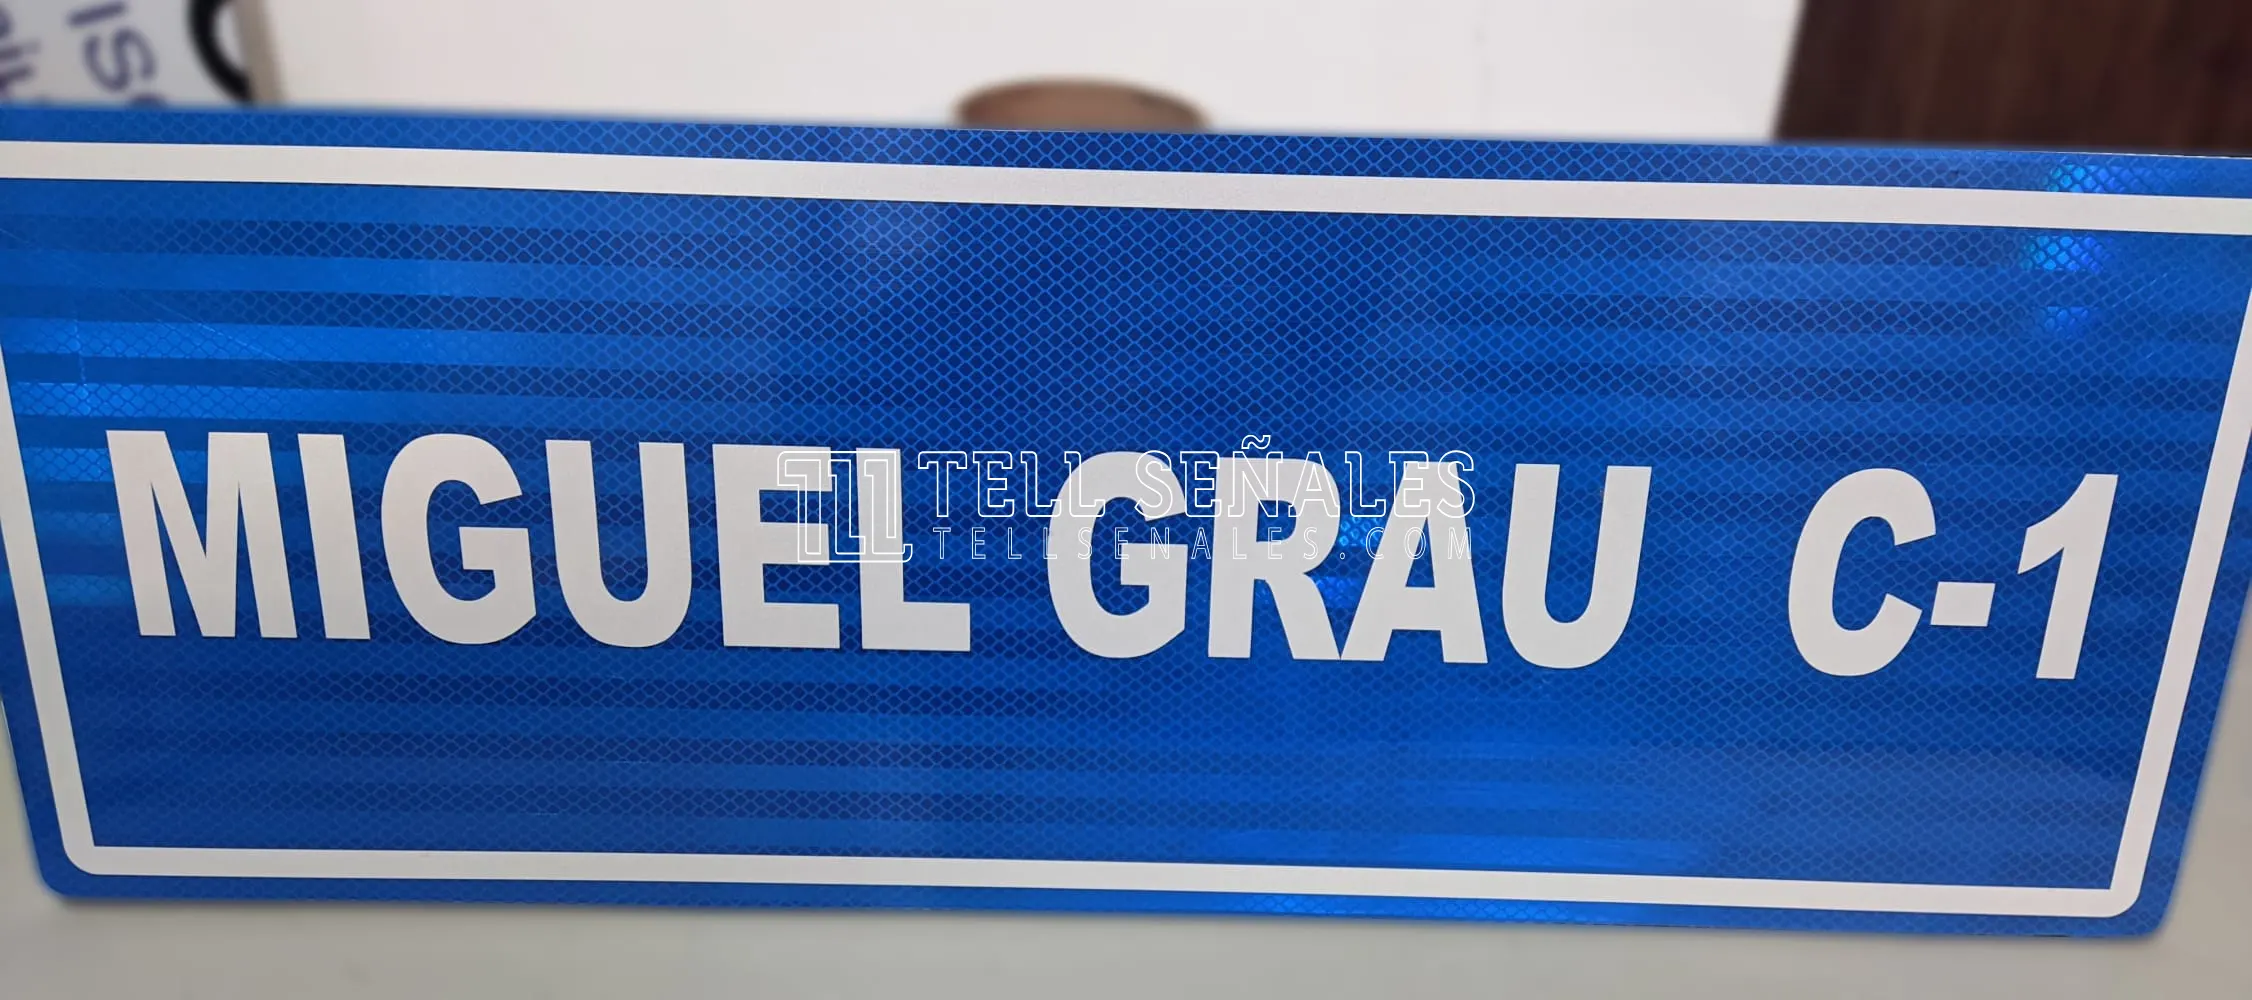 MIGUEL GRAU C-1
TELL SEÑALES
TELLSENALES.COM